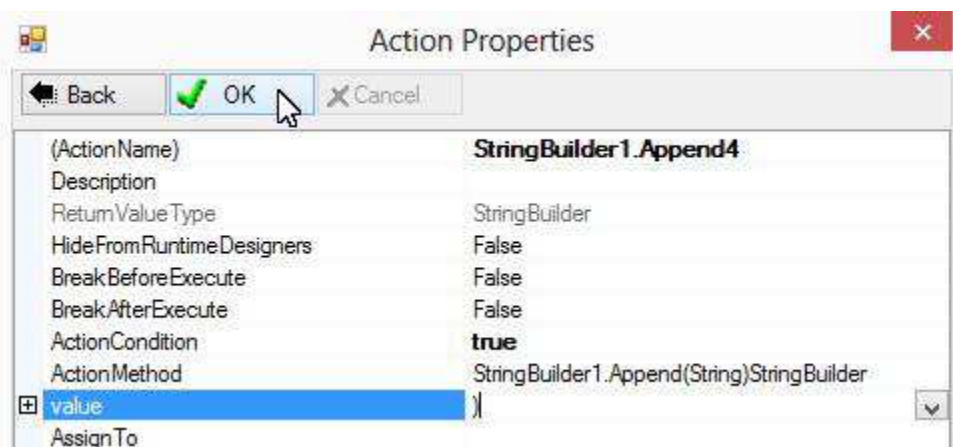 Action Properties
Back OK Cancel
(ActionName) StringBuilder1.Append4
Description
ReturnValueType StringBuilder
HideFromRuntimeDesigners False
BreakBeforeExecute False
BreakAfterExecute False
ActionCondition true
ActionMethod StringBuilder1.Append(String)StringBuilder
value )
AssignTo